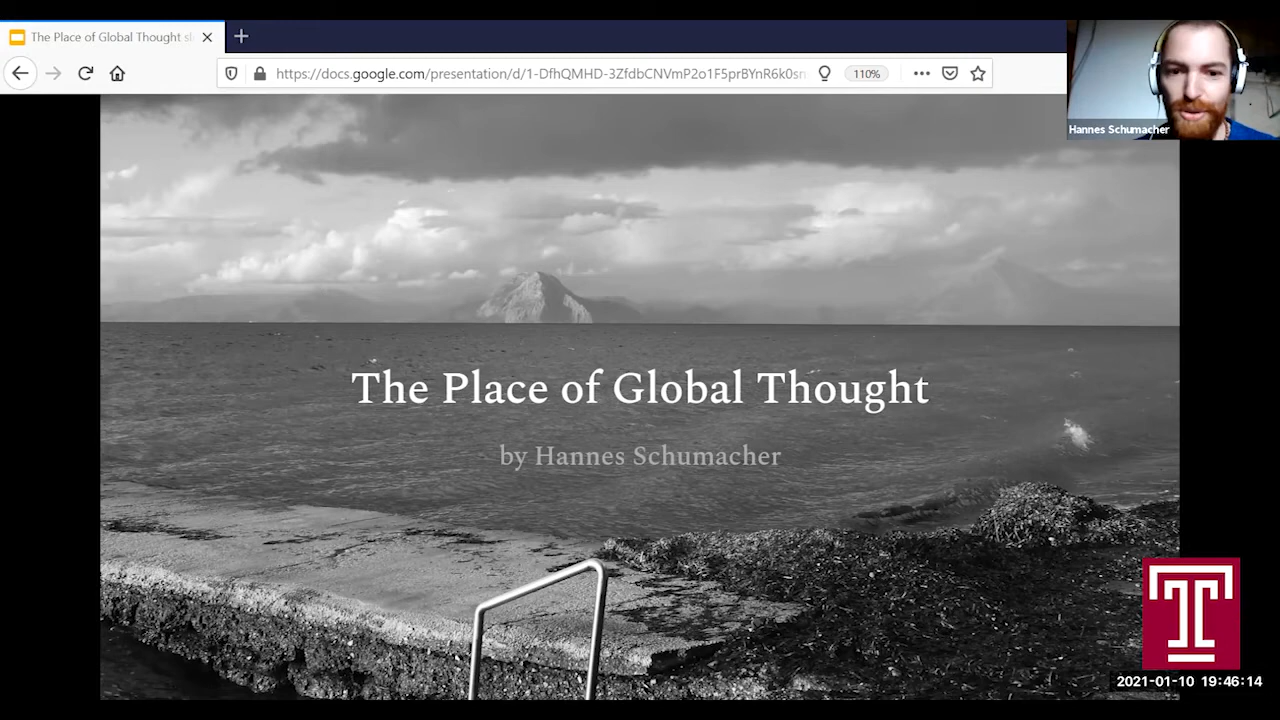 The Place of Global Thought sl
https://docs.google.com/presentation/d/1-DfhQMHD-3ZfdbCNVmP2o1F5prBYnR6k0sn
110%
Hannes Schumacher
The Place of Global Thought
by Hannes Schumacher
T
2021-01-10 19:46:14